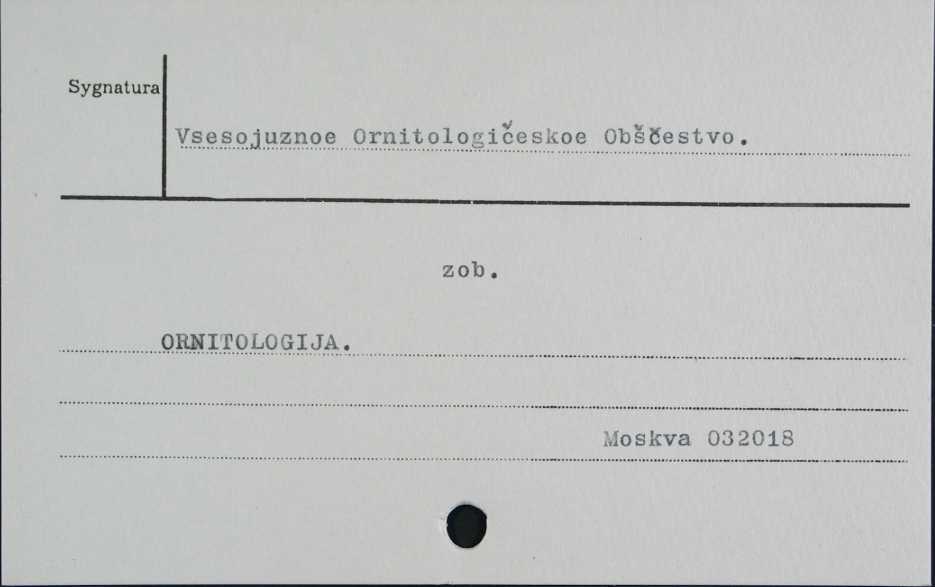 Sygnatura
Vsesojuznoe Ornitologičeskoe Obščestvo.
zob.
ORNITOLOGIJA.
Moskva 032018